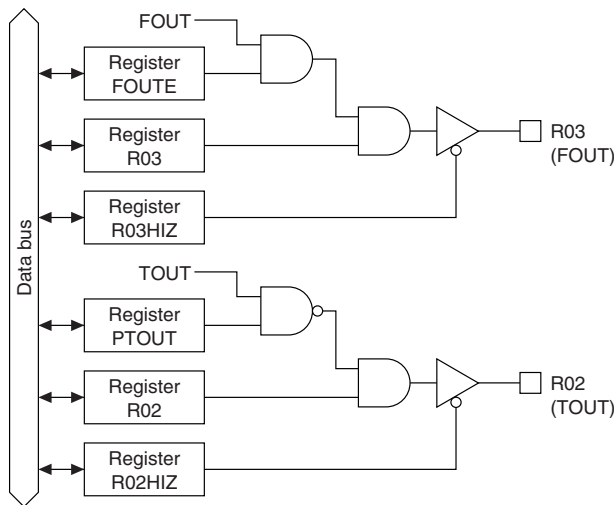 FOUT
Register
FOUTE
Register
R03
R03
(FOUT)
Register
R03HIZ
Data bus
TOUT
Register
PTOUT
Register
R02
R02
(TOUT)
Register
R02HIZ